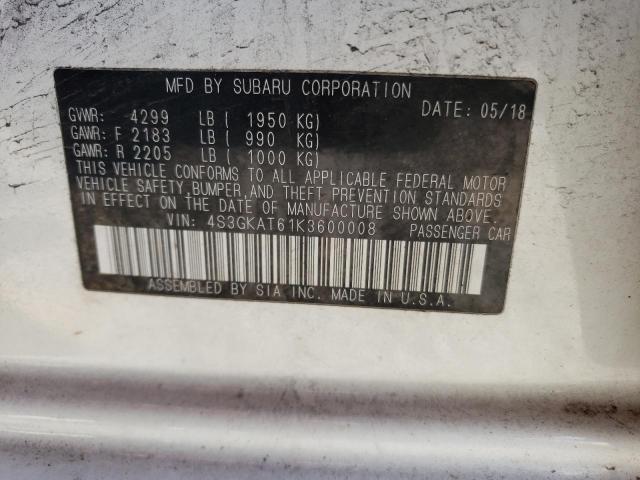 MFD BY SUBARU CORPORATION
DATE: 05/18
GVWR: 4299 LB ( 1950 KG)
GAWR: F 2183 LB ( 990 KG)
GAWR: R 2205 LB ( 1000 KG)
THIS VEHICLE CONFORMS TO ALL APPLICABLE FEDERAL MOTOR
VEHICLE SAFETY, BUMPER, AND THEFT PREVENTION STANDARDS
IN EFFECT ON THE DATE OF MANUFACTURE SHOWN ABOVE.
VIN: 4S3GKAT61K3600008 PASSENGER CAR
ASSEMBLED BY SIA INC. MADE IN U.S.A.